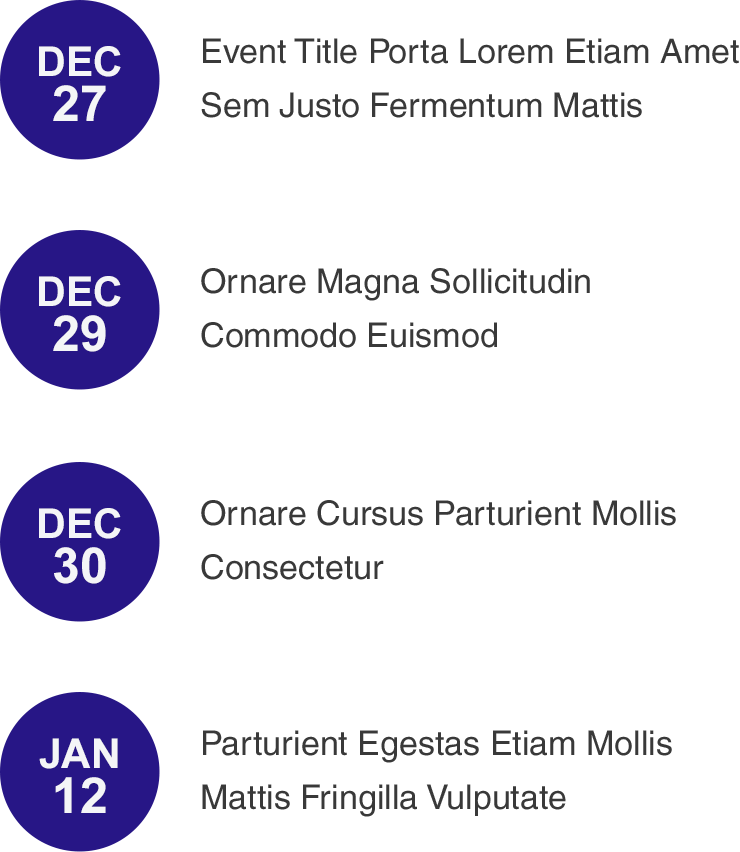 DEC
27
Event Title Porta Lorem Etiam Amet
Sem Justo Fermentum Mattis
DEC
29
Ornare Magna Sollicitudin
Commodo Euismod
DEC
30
Ornare Cursus Parturient Mollis
Consectetur
JAN
12
Parturient Egestas Etiam Mollis
Mattis Fringilla Vulputate